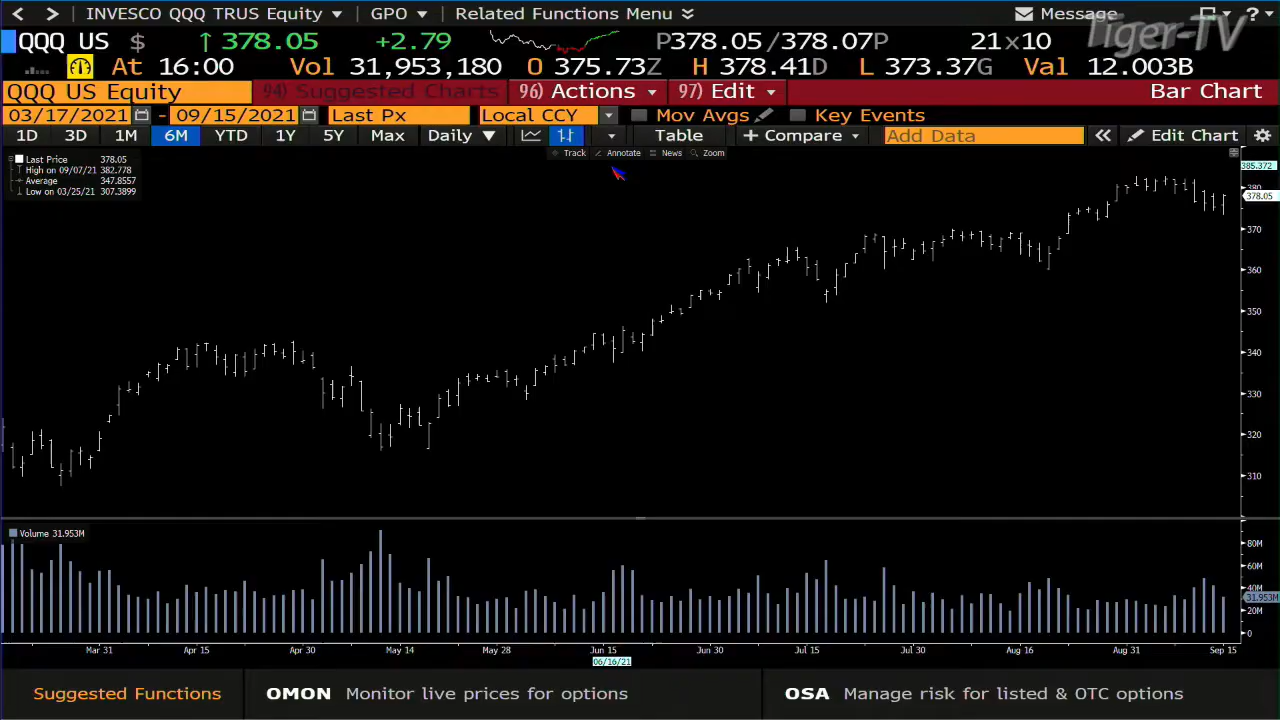 INVESCO QQQ TRUS Equity GPO Related Functions Menu Message ?
Tiger-TV
QQQ US $ ↑ 378.05 +2.79 P378.05/378.07P 21x10
At 16:00 Vol 31,953,180 O 375.73Z H 378.41D L 373.37G Val 12.003B
QQQ US Equity 94) Suggested Charts 96) Actions 97) Edit Bar Chart
03/17/2021 - 09/15/2021 Last Px Local CCY Mov Avgs Key Events
1D 3D 1M 6M YTD 1Y 5Y Max Daily ▼ Table + Compare Add Data « Edit Chart
Track Annotate News Zoom
Last Price 378.05
High on 09/07/21 382.778
Average 347.8557
Low on 03/25/21 307.3899
385.372
380
378.05
370
360
350
340
330
320
310
Volume 31.953M
80M
60M
40M
31.953M
20M
0
Mar 31 Apr 15 Apr 30 May 14 May 28 Jun 15 Jun 30 Jul 15 Jul 30 Aug 16 Aug 31 Sep 15
06/16/21
Suggested Functions OMON Monitor live prices for options OSA Manage risk for listed & OTC options